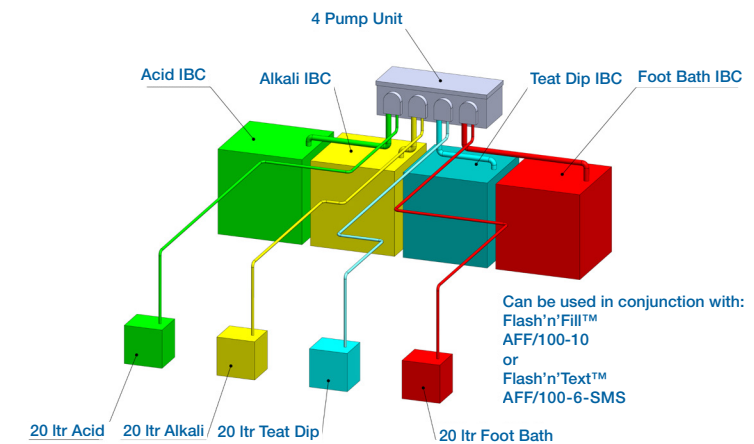 4 Pump Unit
Acid IBC
Alkali IBC
Teat Dip IBC
Foot Bath IBC
Can be used in conjunction with:
Flash’n’Fill™
AFF/100-10
or
Flash’n’Text™
AFF/100-6-SMS
20 ltr Acid
20 ltr Alkali
20 ltr Teat Dip
20 ltr Foot Bath